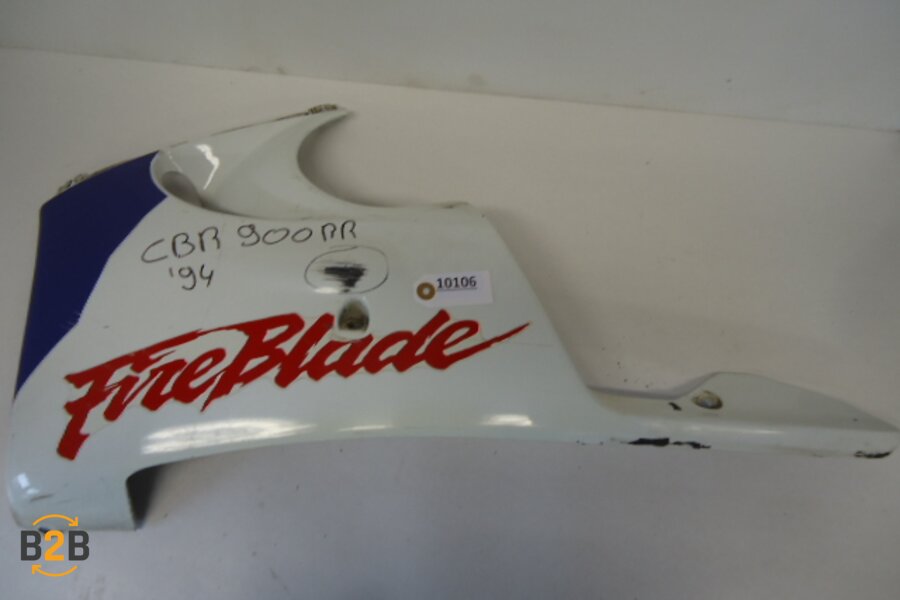 CBR 900RR
'94
10106
FireBlade
B2B